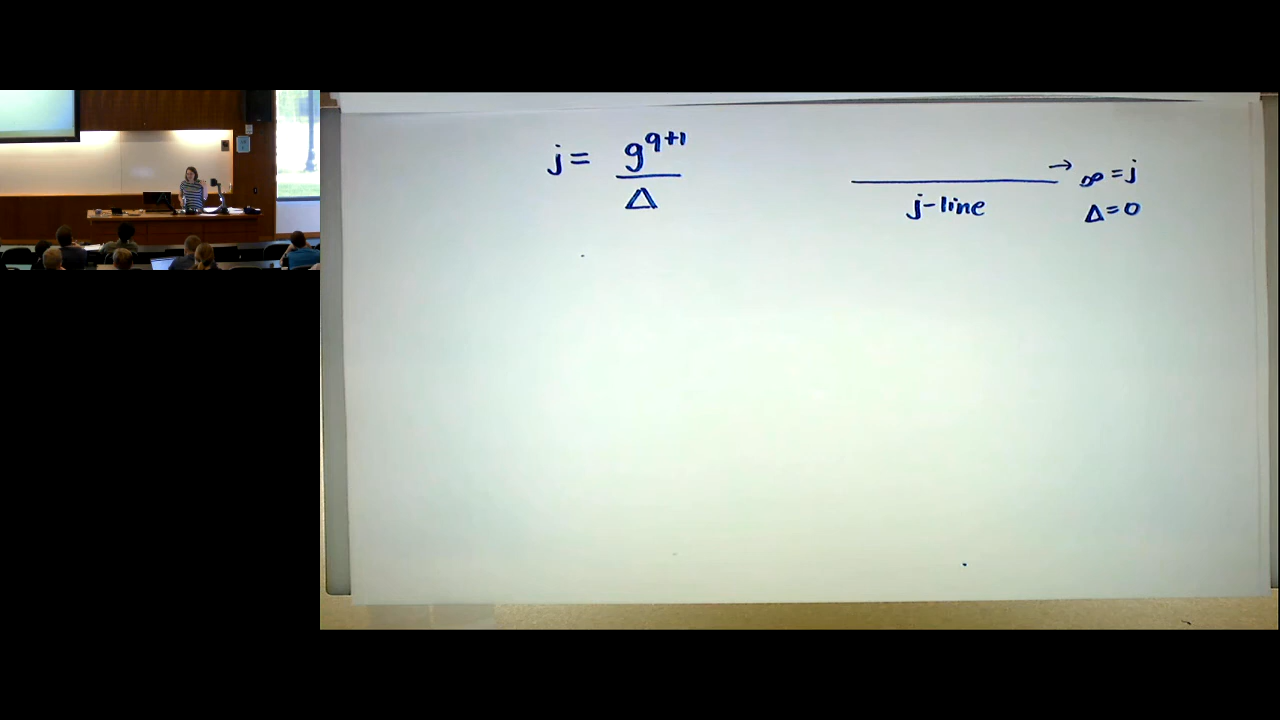 j = g^{q+1} / Δ
→ ∞ = j
j-line
Δ = 0